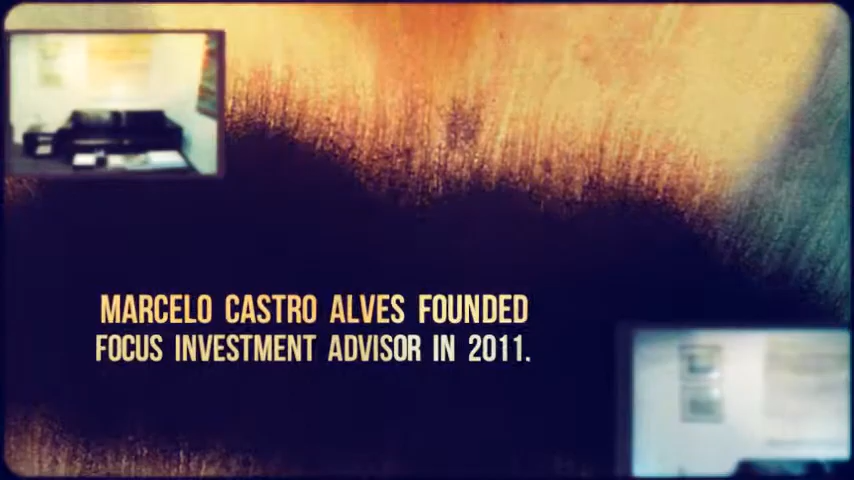 MARCELO CASTRO ALVES FOUNDED
FOCUS INVESTMENT ADVISOR IN 2011.